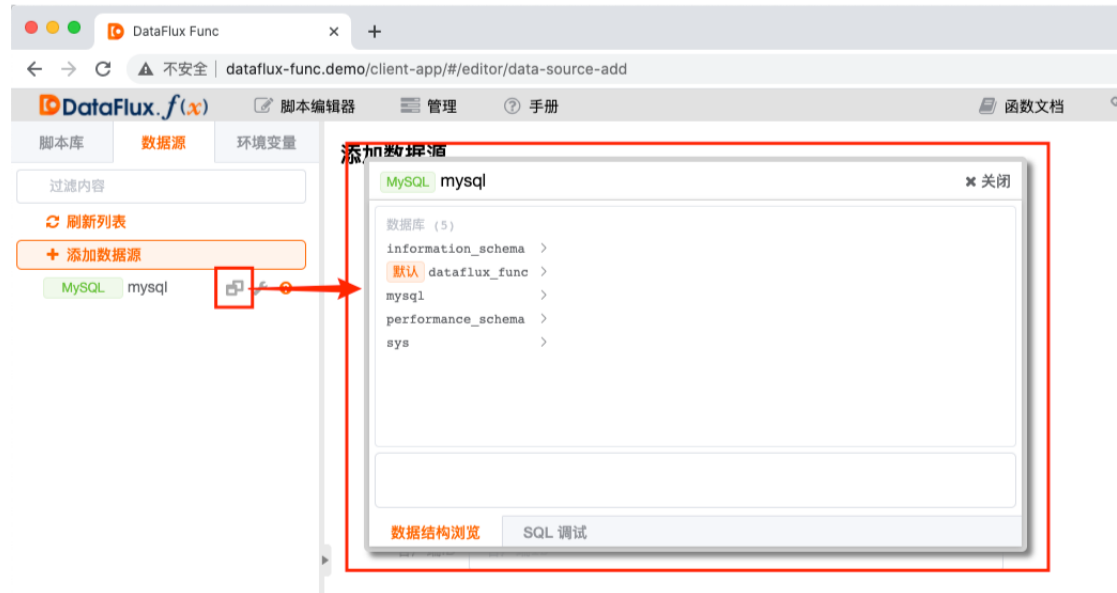 DataFlux Func
不安全 dataflux-func.demo/client-app/#/editor/data-source-add
DataFlux.f(x) 脚本编辑器 管理 手册 函数文档
脚本库 数据源 环境变量
添加数据源
过滤内容
MySQL mysql 关闭
刷新列表
数据库 (5)
添加数据源
information_schema
默认 dataflux_func
MySQL mysql
mysql
performance_schema
sys
数据结构浏览 SQL 调试